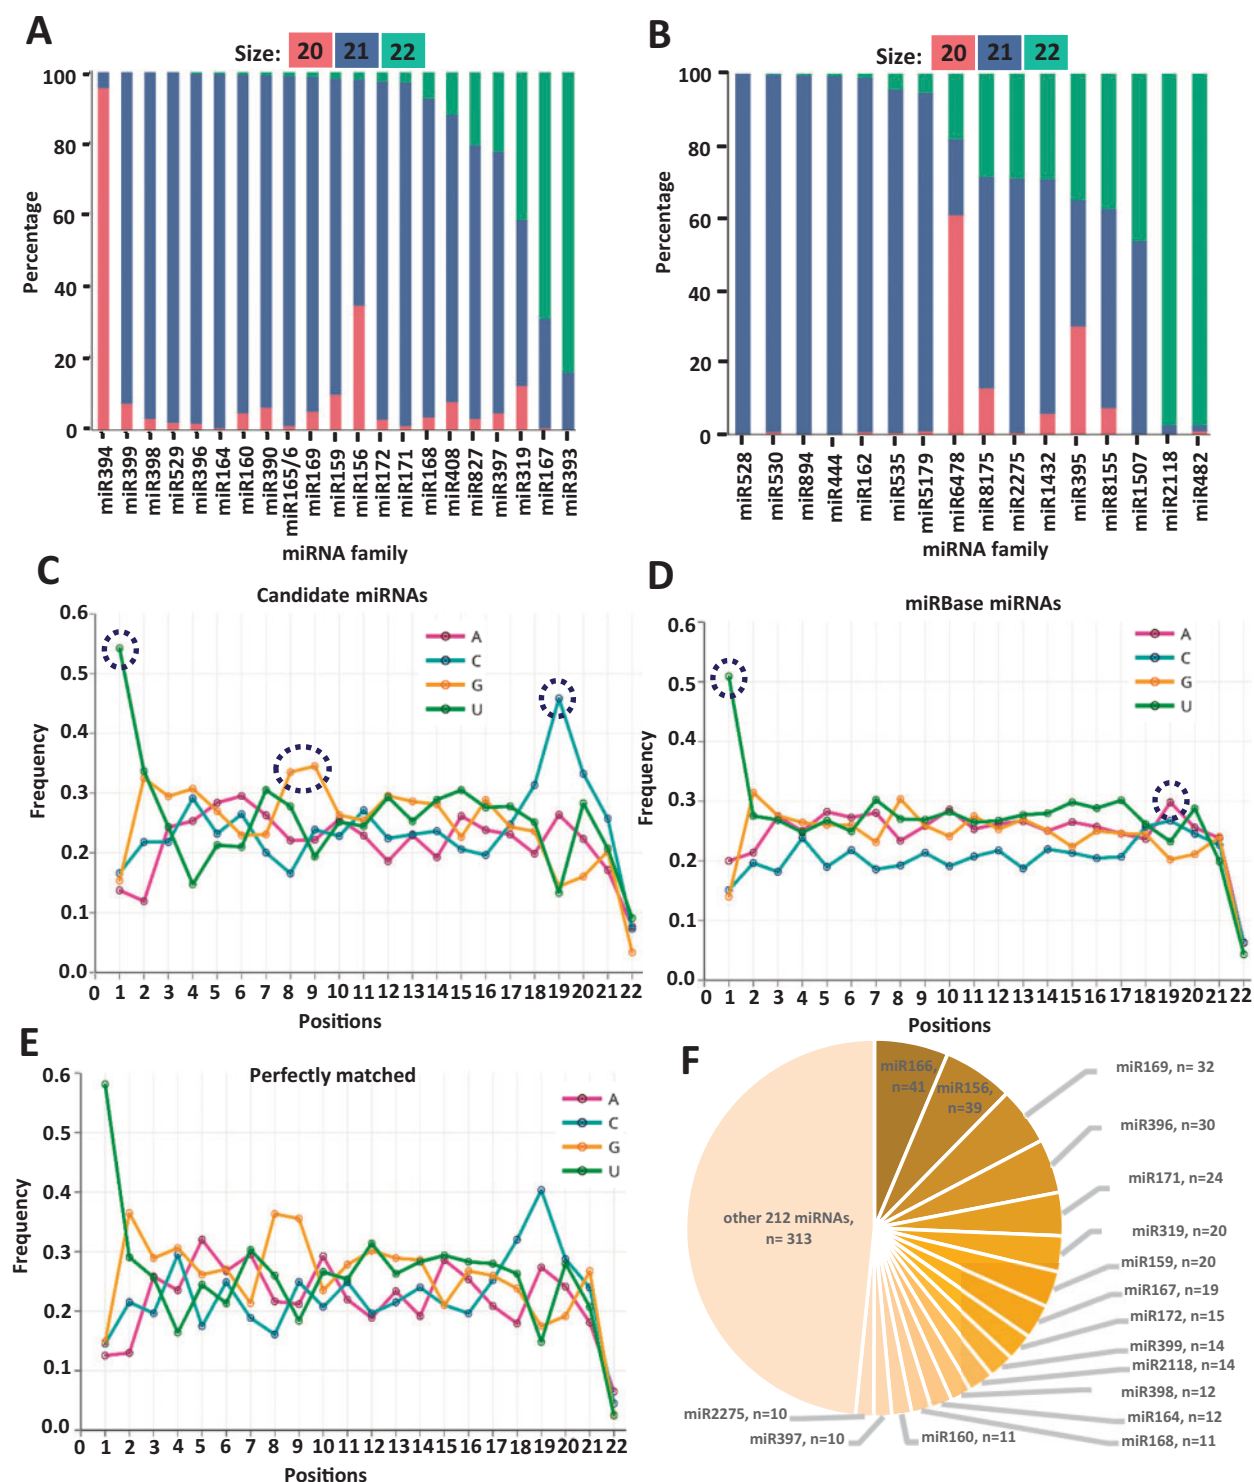 A
Size: 20 21 22
100
80
60
40
20
0
Percentage
miR394
miR399
miR398
miR529
miR396
miR164
miR160
miR390
miR165/6
miR169
miR159
miR156
miR172
miR171
miR168
miR408
miR827
miR397
miR319
miR167
miR393
miRNA family
B
Size: 20 21 22
100
80
60
40
20
0
Percentage
miR528
miR530
miR894
miR444
miR162
miR535
miR5179
miR6478
miR8175
miR2275
miR1432
miR395
miR8155
miR1507
miR2118
miR482
miRNA family
C
Candidate miRNAs
0.6
0.5
0.4
0.3
0.2
0.1
0.0
Frequency
A
C
G
U
0 1 2 3 4 5 6 7 8 9 10 11 12 13 14 15 16 17 18 19 20 21 22
Positions
D
miRBase miRNAs
0.6
0.5
0.4
0.3
0.2
0.1
0.0
Frequency
A
C
G
U
0 1 2 3 4 5 6 7 8 9 10 11 12 13 14 15 16 17 18 19 20 21 22
Positions
E
Perfectly matched
0.6
0.5
0.4
0.3
0.2
0.1
0.0
Frequency
A
C
G
U
0 1 2 3 4 5 6 7 8 9 10 11 12 13 14 15 16 17 18 19 20 21 22
Positions
F
miR166,
n=41
miR156,
n=39
miR169, n= 32
miR396, n=30
miR171, n=24
miR319, n=20
miR159, n=20
miR167, n=19
miR172, n=15
miR399, n=14
miR2118, n=14
miR398, n=12
miR164, n=12
miR168, n=11
miR160, n=11
miR397, n=10
miR2275, n=10
other 212 miRNAs,
n= 313